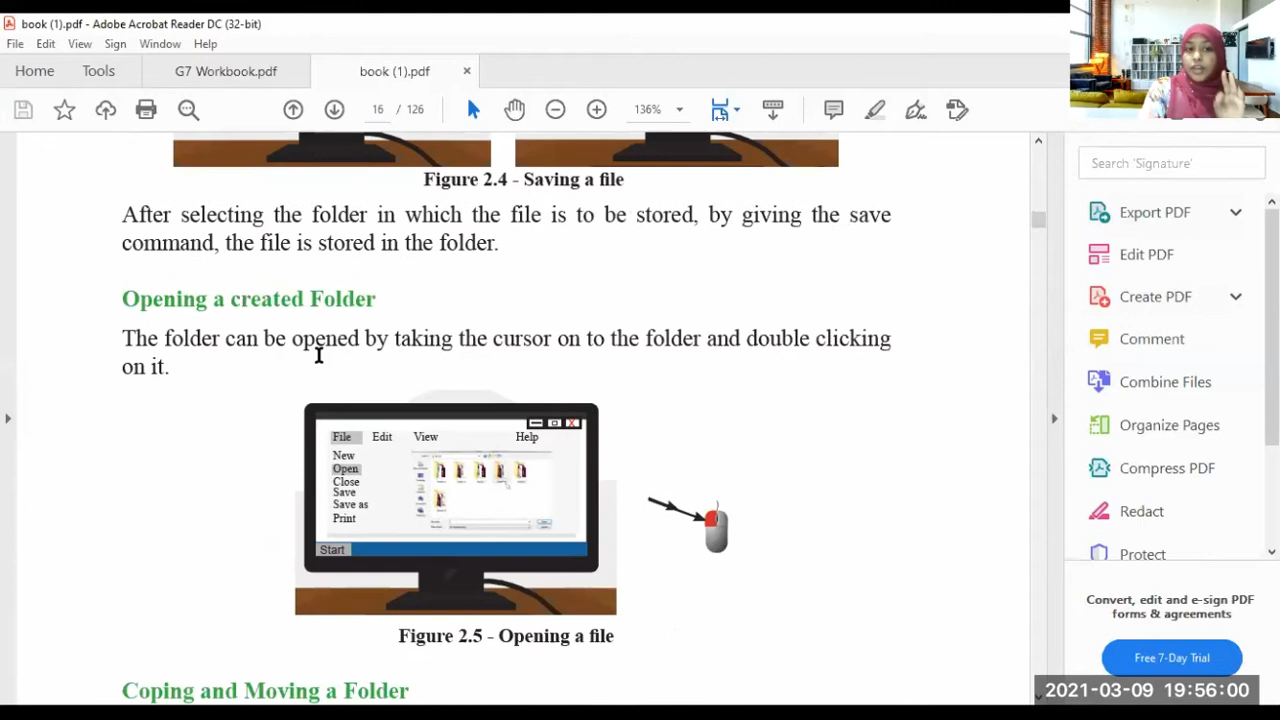 book (1).pdf - Adobe Acrobat Reader DC (32-bit)
File Edit View Sign Window Help
Home Tools G7 Workbook.pdf book (1).pdf ×
16 / 126 136%
Figure 2.4 - Saving a file
After selecting the folder in which the file is to be stored, by giving the save
command, the file is stored in the folder.
Opening a created Folder
The folder can be opened by taking the cursor on to the folder and double clicking
on it.
File Edit View Help
New
Open
Close
Save
Save as
Print
Start
Figure 2.5 - Opening a file
Coping and Moving a Folder
Search 'Signature'
Export PDF
Edit PDF
Create PDF
Comment
Combine Files
Organize Pages
Compress PDF
Redact
Protect
Convert, edit and e-sign PDF
forms & agreements
Free 7-Day Trial
2021-03-09 19:56:00